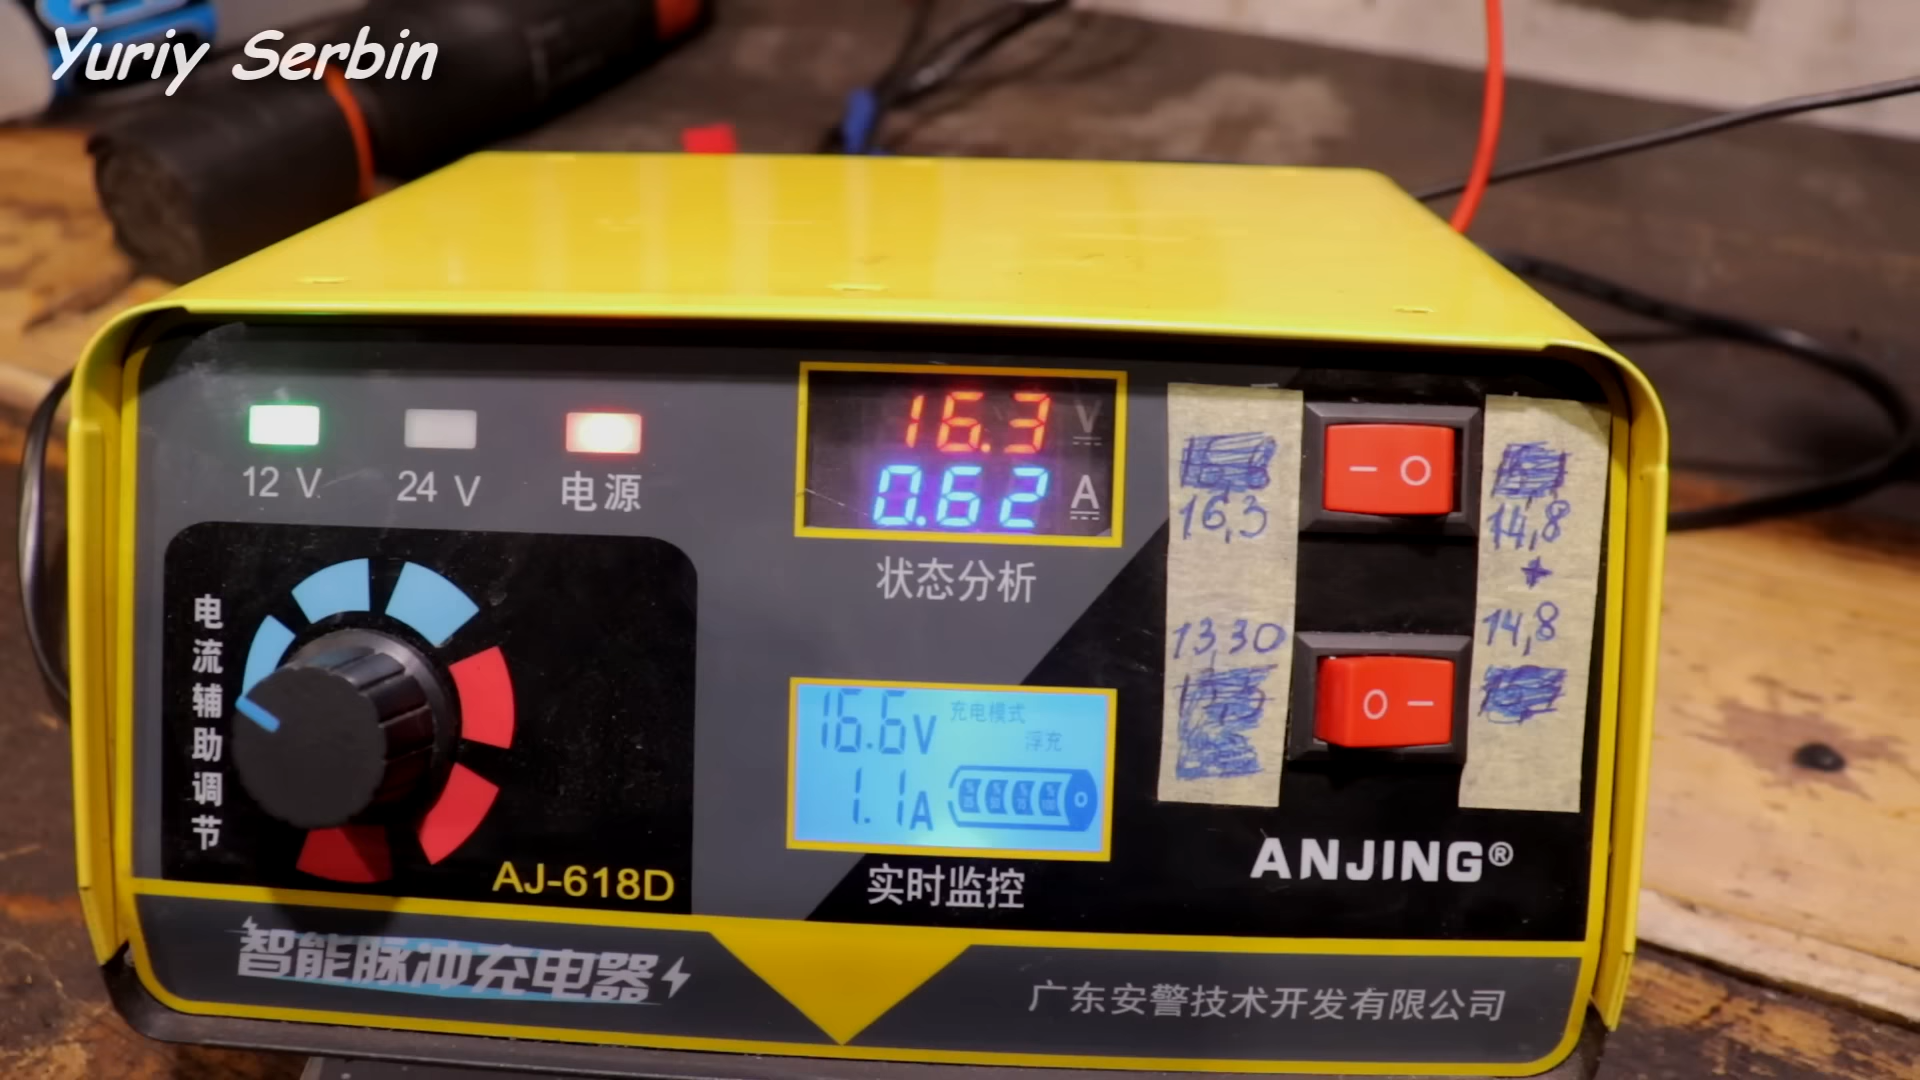 Yuriy Serbin
12 V
24 V
电源
16.3 V
0.62 A
状态分析
16,3
14,8
+
13,30
14,8
电流辅助调节
16.6V
充电模式
浮充
1.1A
实时监控
AJ-618D
ANJING®
智能脉冲充电器
广东安警技术开发有限公司